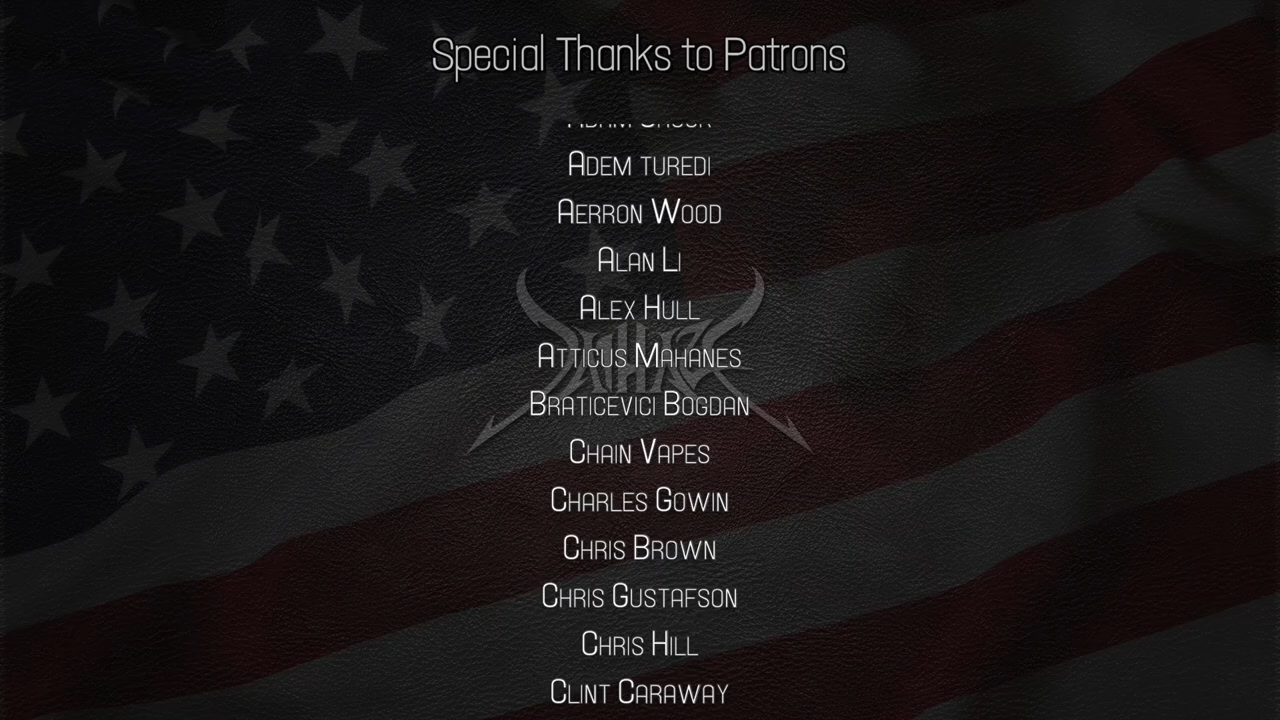 Special Thanks to Patrons
Adem turedi
Aerron Wood
Alan Li
Alex Hull
Atticus Mahanes
Braticevici Bogdan
Chain Vapes
Charles Gowin
Chris Brown
Chris Gustafson
Chris Hill
Clint Caraway